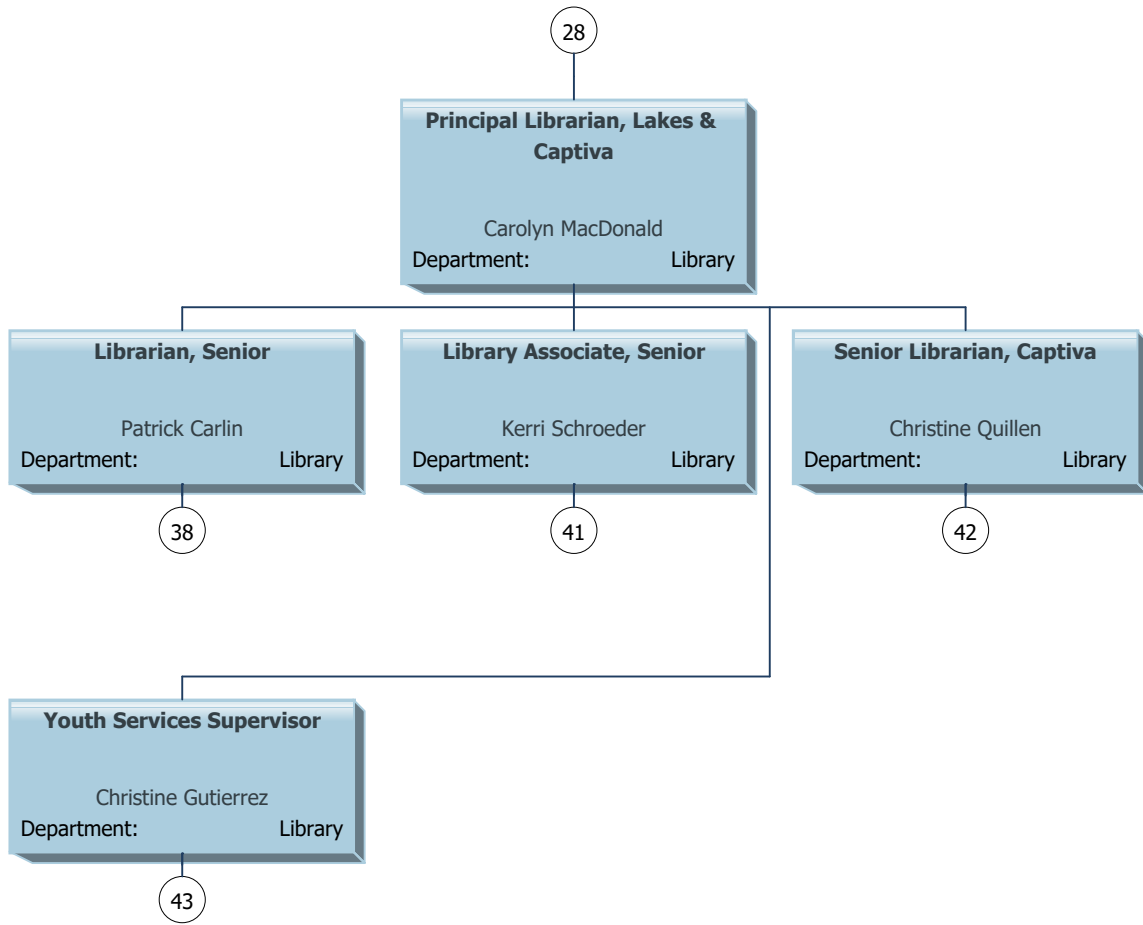 28
Principal Librarian, Lakes &
Captiva
Carolyn MacDonald
Department: Library
Librarian, Senior
Patrick Carlin
Department: Library
38
Library Associate, Senior
Kerri Schroeder
Department: Library
41
Senior Librarian, Captiva
Christine Quillen
Department: Library
42
Youth Services Supervisor
Christine Gutierrez
Department: Library
43